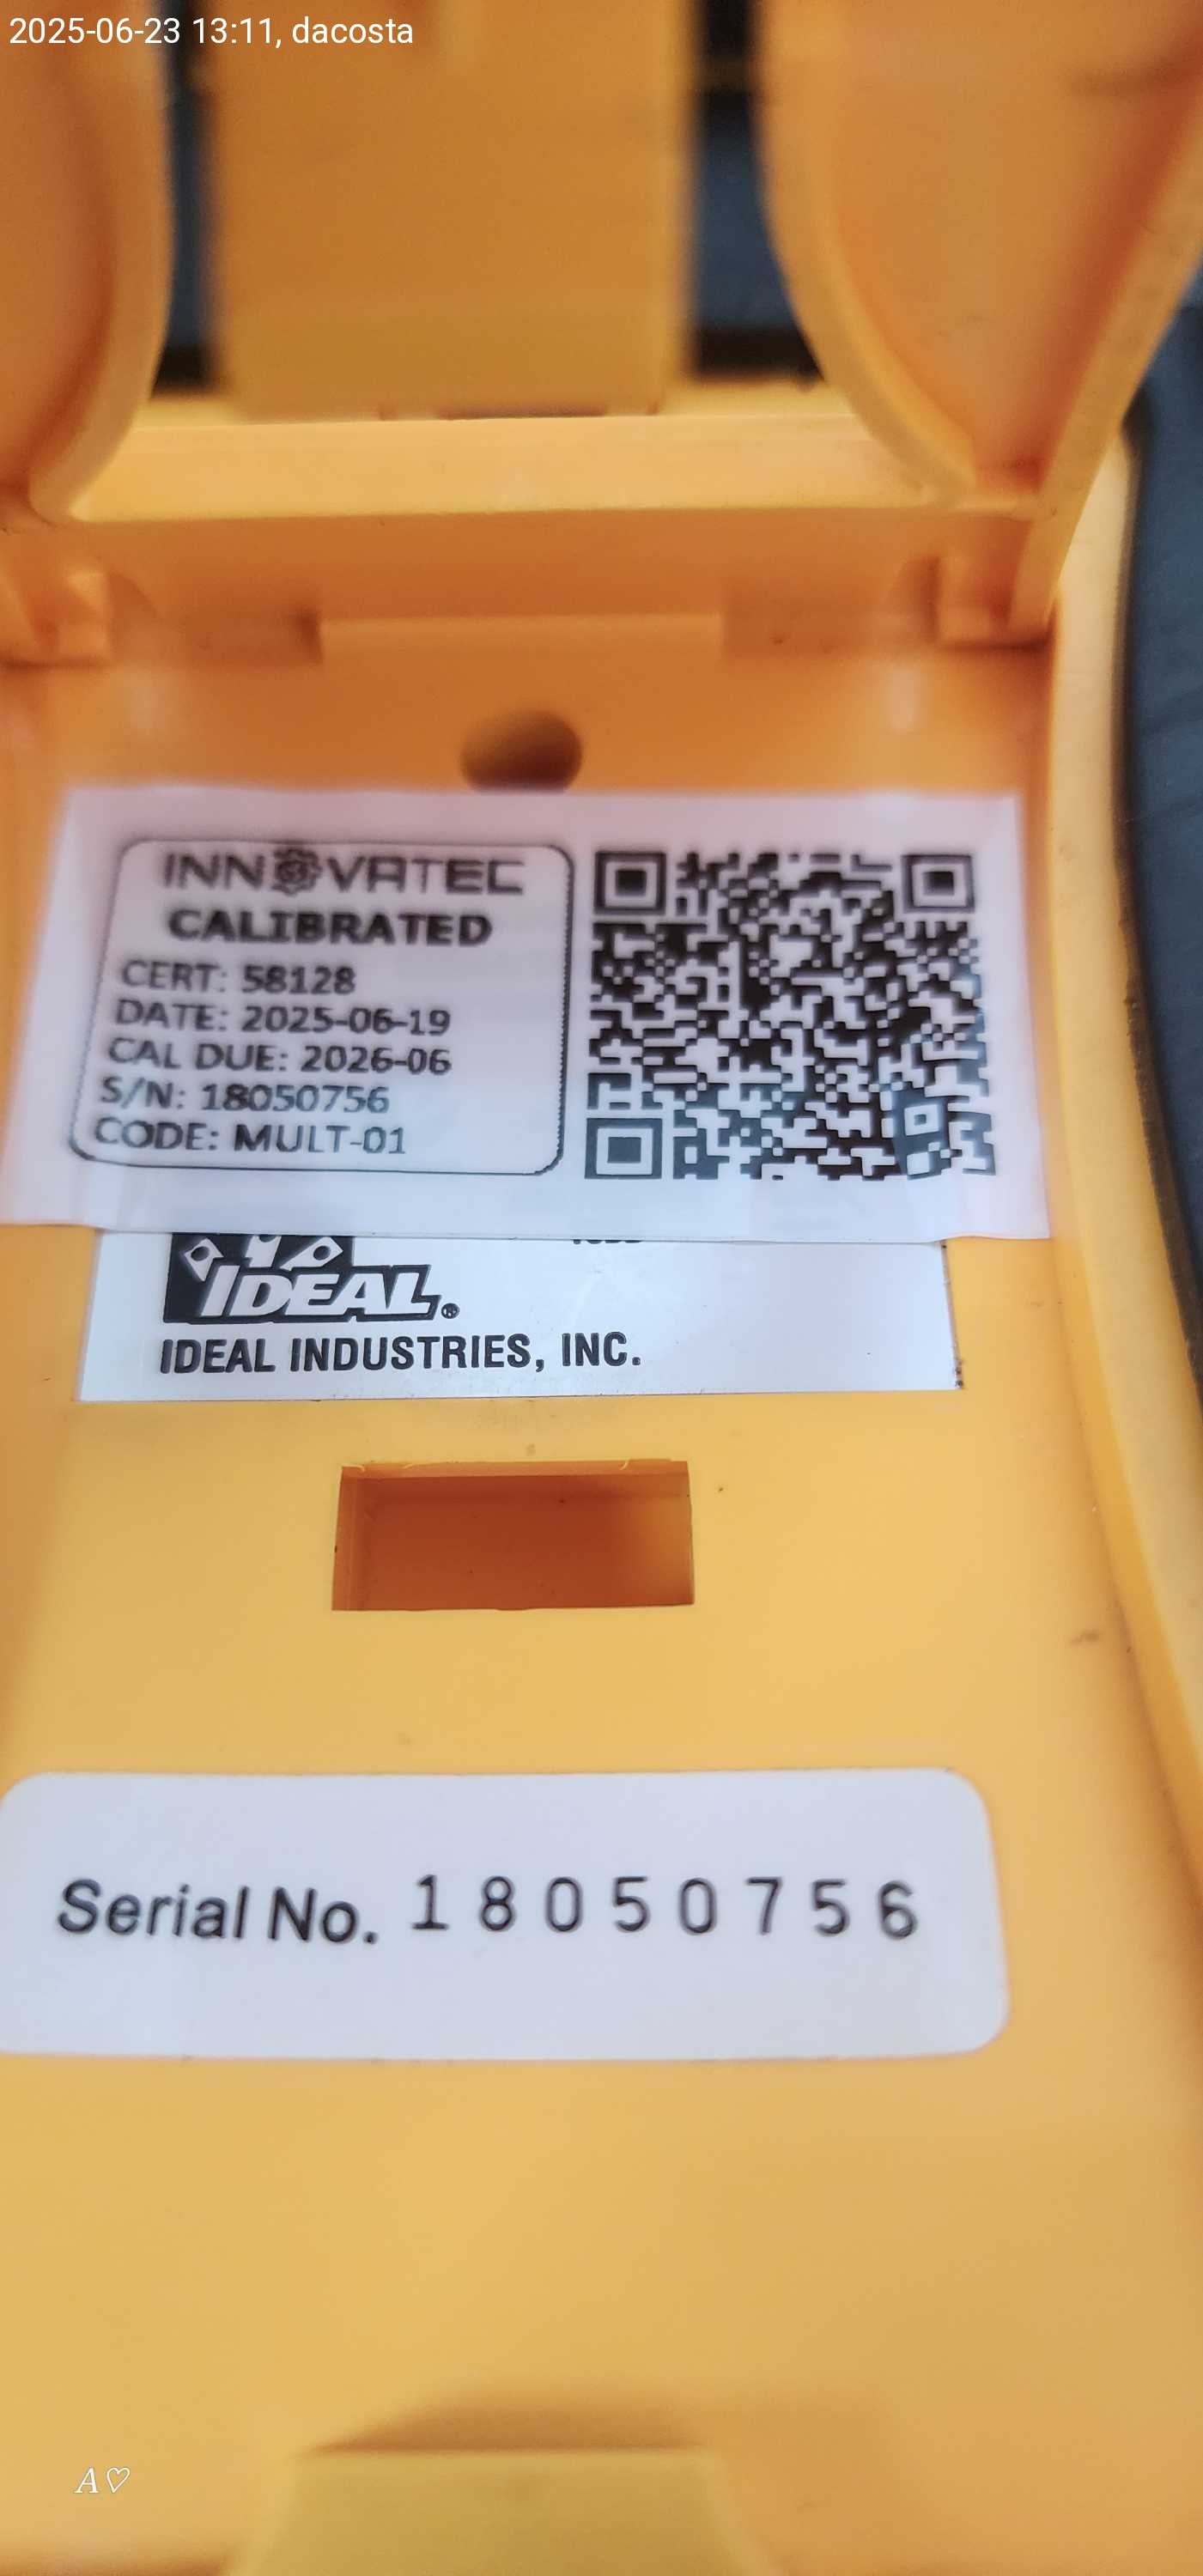 2025-06-23 13:11, dacosta
INNOVATEC
CALIBRATED
CERT: 58128
DATE: 2025-06-19
CAL DUE: 2026-06
S/N: 18050756
CODE: MULT-01
IDEAL®
IDEAL INDUSTRIES, INC.
Serial No. 18050756
A♡